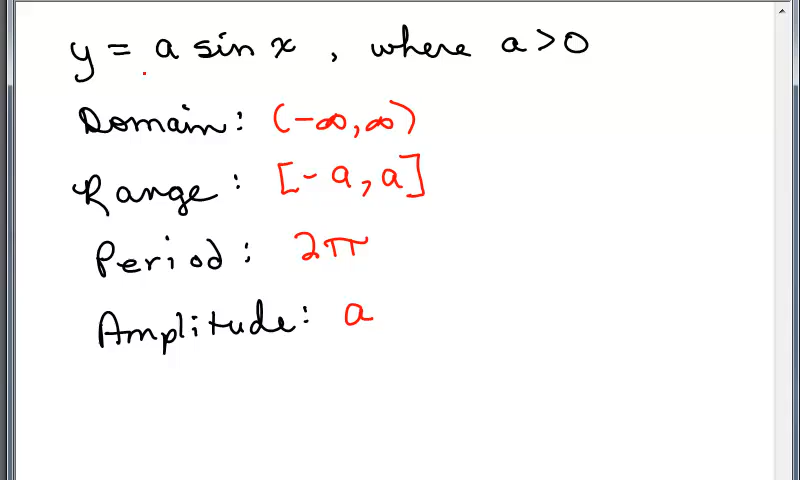 y = a sin x , where a > 0
Domain: (-∞, ∞)
Range: [-a, a]
Period: 2π
Amplitude: a